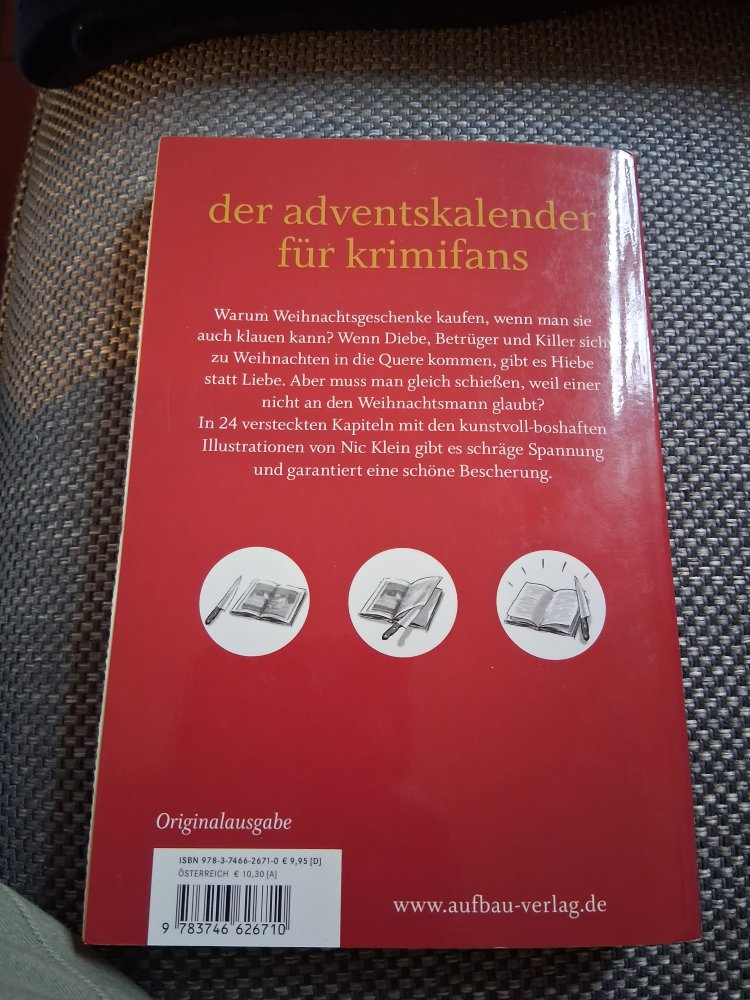 der adventskalender
für krimifans
Warum Weihnachtsgeschenke kaufen, wenn man sie
auch klauen kann? Wenn Diebe, Betrüger und Killer sich
zu Weihnachten in die Quere kommen, gibt es Hiebe
statt Liebe. Aber muss man gleich schießen, weil einer
nicht an den Weihnachtsmann glaubt?
In 24 versteckten Kapiteln mit den kunstvoll-boshaften
Illustrationen von Nic Klein gibt es schräge Spannung
und garantiert eine schöne Bescherung.
Originalausgabe
ISBN 978-3-7466-2671-0 € 9,95 [D]
ÖSTERREICH € 10,30 [A]
9 783746 626710
www.aufbau-verlag.de